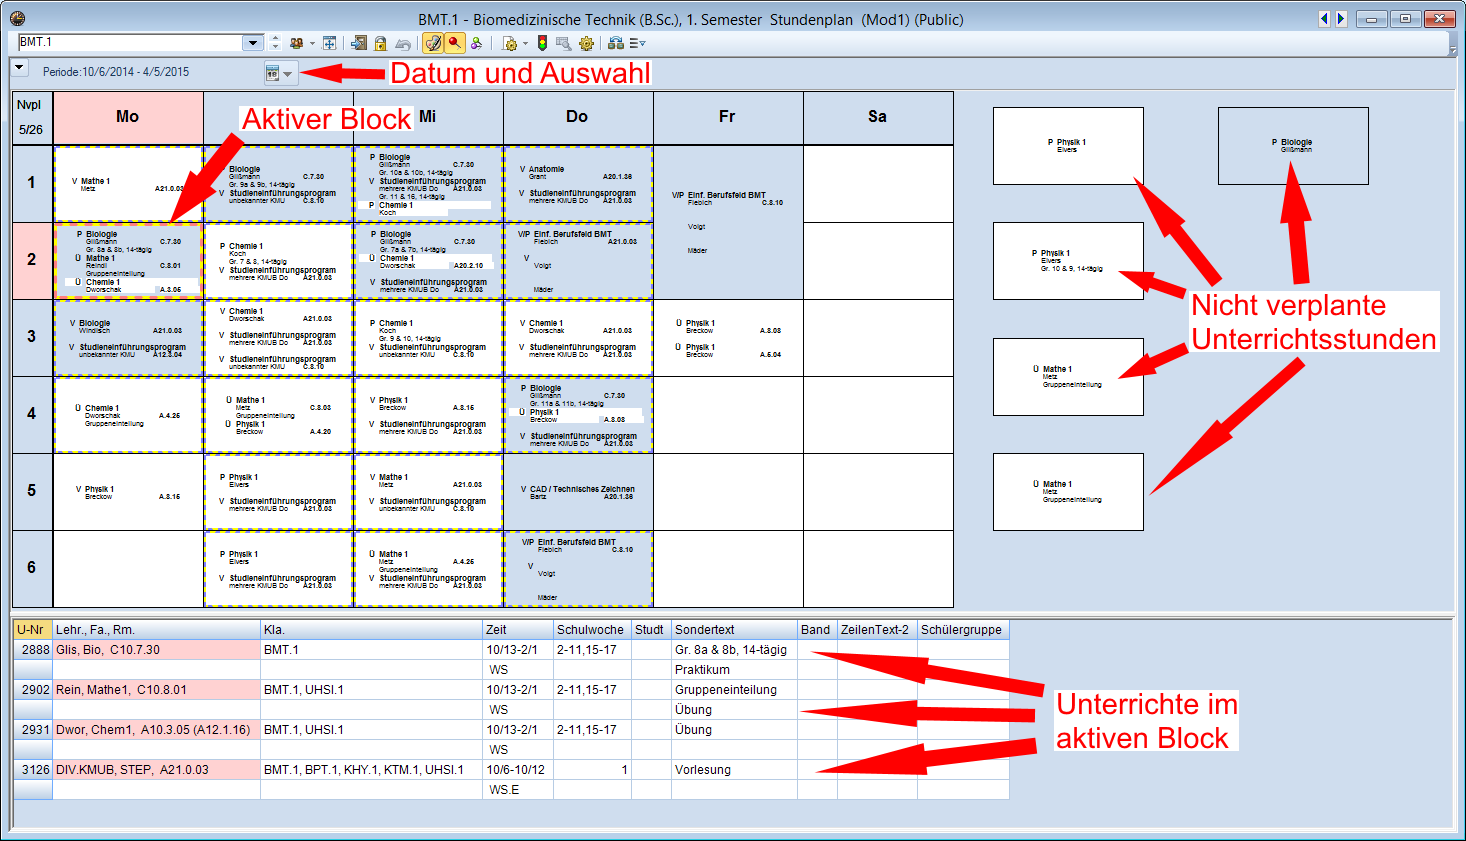 BMT.1 - Biomedizinische Technik (B.Sc.), 1. Semester Stundenplan (Mod1) (Public)
BMT.1
Periode:10/6/2014 - 4/5/2015
Datum und Auswahl
Nvpl
5/26
Mo
Aktiver Block
Mi
Do
Fr
Sa
1
V Mathe 1
Metz A21.0.03
Biologie
Glißmann C.7.30
Gr. 9a & 9b, 14-tägig
V Studieneinführungsprogram
unbekannter KMU C.8.10
P Biologie
Glißmann C.7.30
Gr. 10a & 10b, 14-tägig
V Studieneinführungsprogram
mehrere KMUB Do A21.0.03
Gr. 11 & 16, 14-tägig
P Chemie 1
Koch
V Anatomie
Grant A20.1.36
V Studieneinführungsprogram
mehrere KMUB Do A21.0.03
V/P Einf. Berufsfeld BMT
Fiebich C.8.10
Voigt
Mäder
2
P Biologie
Glißmann C.7.30
Gr. 8a & 8b, 14-tägig
Ü Mathe 1
Reindl C.8.01
Gruppeneinteilung
Ü Chemie 1
Dworschak A.3.05
P Chemie 1
Koch
Gr. 7 & 8, 14-tägig
V Studieneinführungsprogram
mehrere KMUB Do A21.0.03
P Biologie
Glißmann C.7.30
Gr. 7a & 7b, 14-tägig
Ü Chemie 1
Dworschak A20.2.10
V Studieneinführungsprogram
mehrere KMUB Do A21.0.03
V/P Einf. Berufsfeld BMT
Fiebich A21.0.03
V
Voigt
Mäder
3
V Biologie
Windisch A21.0.03
V Studieneinführungsprogram
unbekannter KMU A12.3.04
V Chemie 1
Dworschak A21.0.03
V Studieneinführungsprogram
mehrere KMUB Do A21.0.03
V Studieneinführungsprogram
unbekannter KMU C.8.10
P Chemie 1
Koch
Gr. 9 & 10, 14-tägig
V Studieneinführungsprogram
unbekannter KMU C.8.10
V Chemie 1
Dworschak A21.0.03
V Studieneinführungsprogram
mehrere KMUB Do A21.0.03
Ü Physik 1
Breckow A.8.08
Ü Physik 1
Breckow A.6.04
4
Ü Chemie 1
Dworschak A.4.26
Gruppeneinteilung
Ü Mathe 1
Metz C.8.03
Gruppeneinteilung
Ü Physik 1
Breckow A.4.20
V Physik 1
Breckow A.8.15
V Studieneinführungsprogram
mehrere KMUB Do A21.0.03
P Biologie
Glißmann C.7.30
Gr. 11a & 11b, 14-tägig
Ü Physik 1
Breckow A.8.08
V Studieneinführungsprogram
mehrere KMUB Do A21.0.03
5
V Physik 1
Breckow A.8.15
P Physik 1
Eivers
V Studieneinführungsprogram
mehrere KMUB Do A21.0.03
V Mathe 1
Metz A21.0.03
V Studieneinführungsprogram
unbekannter KMU C.8.10
V CAD / Technisches Zeichnen
Bartz A20.1.36
6
P Physik 1
Eivers
V Studieneinführungsprogram
mehrere KMUB Do A21.0.03
Ü Mathe 1
Metz A.4.26
Gruppeneinteilung
V Studieneinführungsprogram
mehrere KMUB Do A21.0.03
V/P Einf. Berufsfeld BMT
Fiebich C.8.10
V
Voigt
Mäder
P Physik 1
Eivers
P Biologie
Glißmann
P Physik 1
Eivers
Gr. 10 & 9, 14-tägig
Nicht verplante
Unterrichtsstunden
Ü Mathe 1
Metz
Gruppeneinteilung
Ü Mathe 1
Metz
Gruppeneinteilung
U-Nr Lehr., Fa., Rm. Kla. Zeit Schulwoche Studt Sondertext Band ZeilenText-2 Schülergruppe
2888 Glis, Bio, C10.7.30 BMT.1 10/13-2/1 2-11,15-17 Gr. 8a & 8b, 14-tägig
WS Praktikum
2902 Rein, Mathe1, C10.8.01 BMT.1, UHSI.1 10/13-2/1 2-11,15-17 Gruppeneinteilung
WS Übung
2931 Dwor, Chem1, A10.3.05 (A12.1.16) BMT.1, UHSI.1 10/13-2/1 2-11,15-17 Übung
WS
3126 DIV.KMUB, STEP, A21.0.03 BMT.1, BPT.1, KHY.1, KTM.1, UHSI.1 10/6-10/12 1 Vorlesung
WS.E
Unterrichte im
aktiven Block